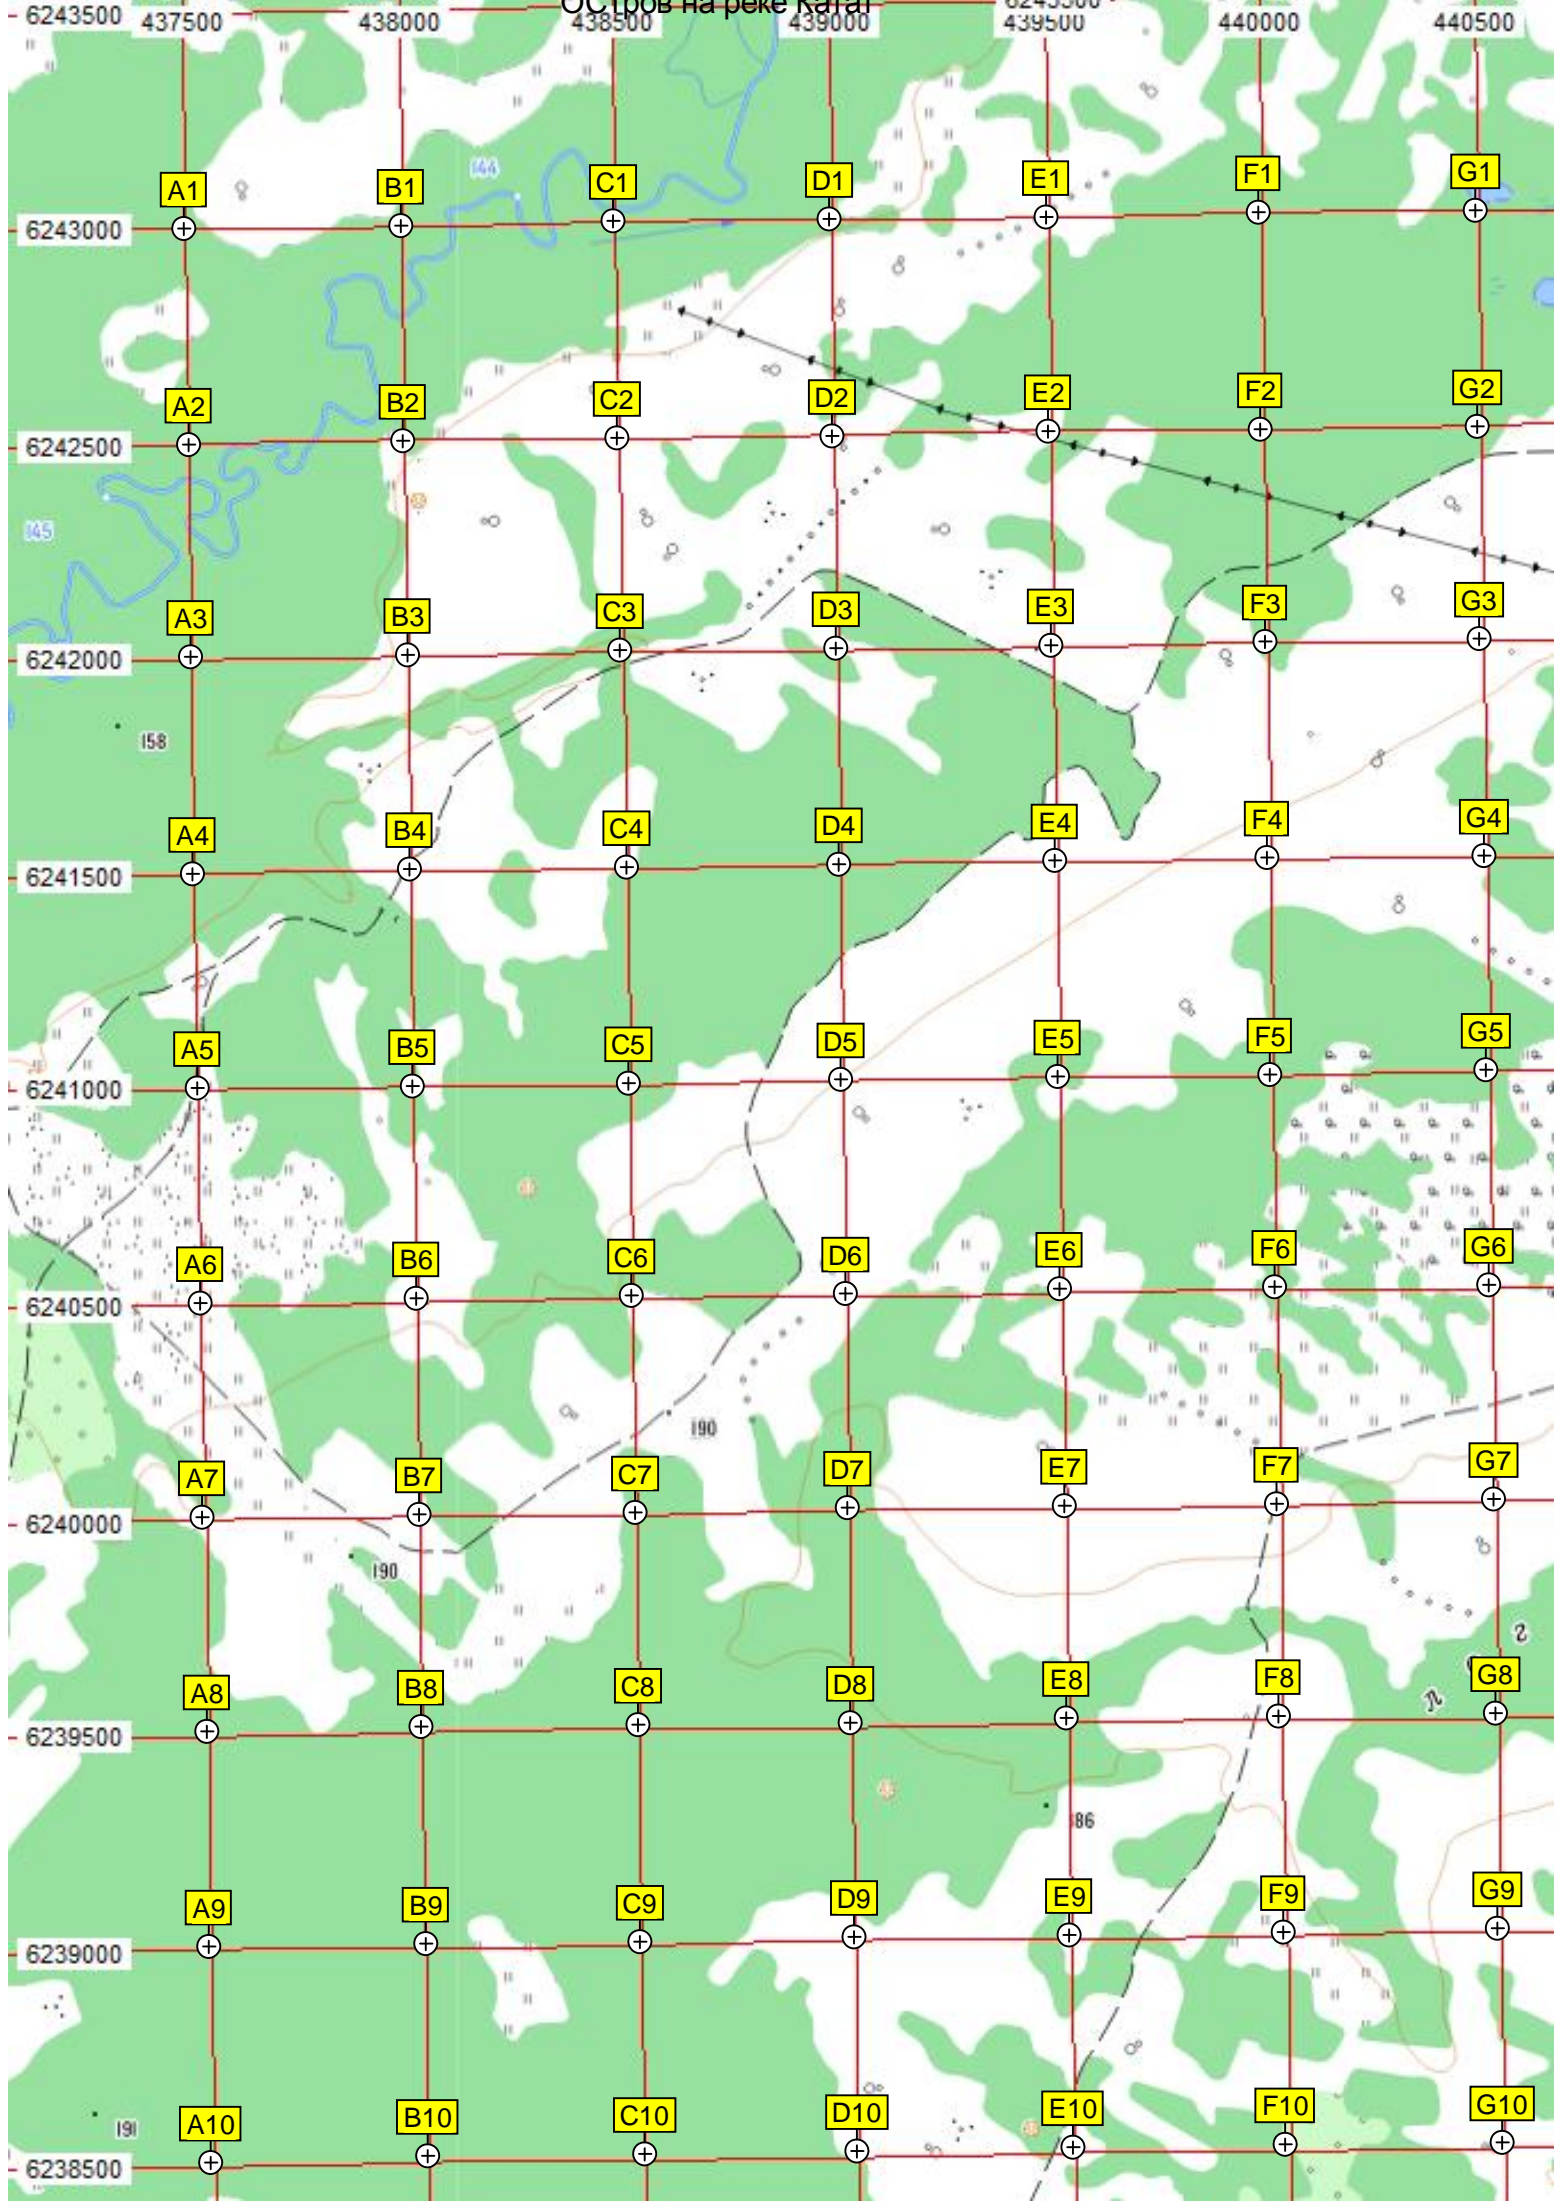 6243500
ОСтров на реке Катат
6243500
437500 438000 438500 439000 439500 440000 440500
144
A1 B1 C1 D1 E1 F1 G1
6243000
A2 B2 C2 D2 E2 F2 G2
6242500
145
A3 B3 C3 D3 E3 F3 G3
6242000
158
A4 B4 C4 D4 E4 F4 G4
6241500
A5 B5 C5 D5 E5 F5 G5
6241000
A6 B6 C6 D6 E6 F6 G6
6240500
190
A7 B7 C7 D7 E7 F7 G7
6240000
190
A8 B8 C8 D8 E8 F8 G8
6239500
86
A9 B9 C9 D9 E9 F9 G9
6239000
191
A10 B10 C10 D10 E10 F10 G10
6238500